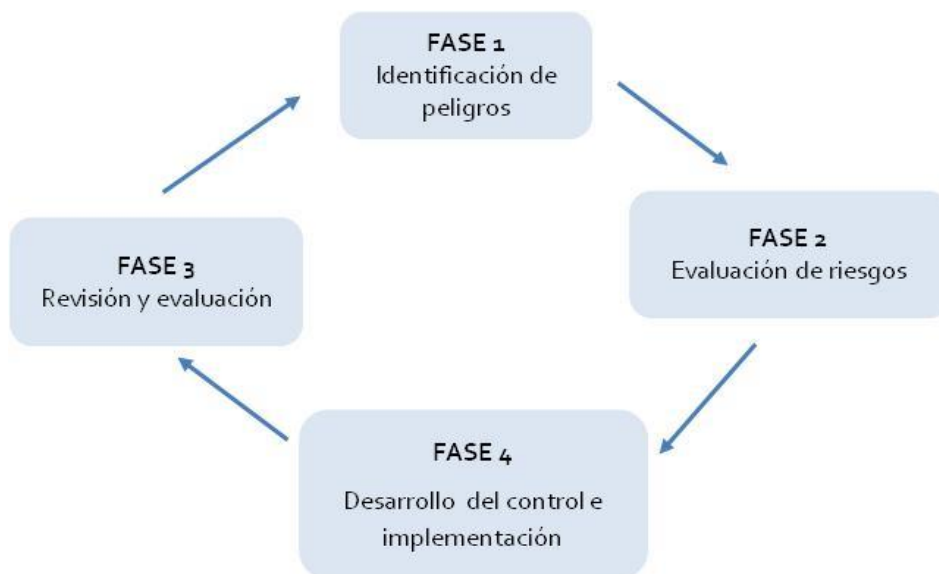 FASE 1
Identificación de
peligros
FASE 2
Evaluación de riesgos
FASE 3
Revisión y evaluación
FASE 4
Desarrollo del control e
implementación